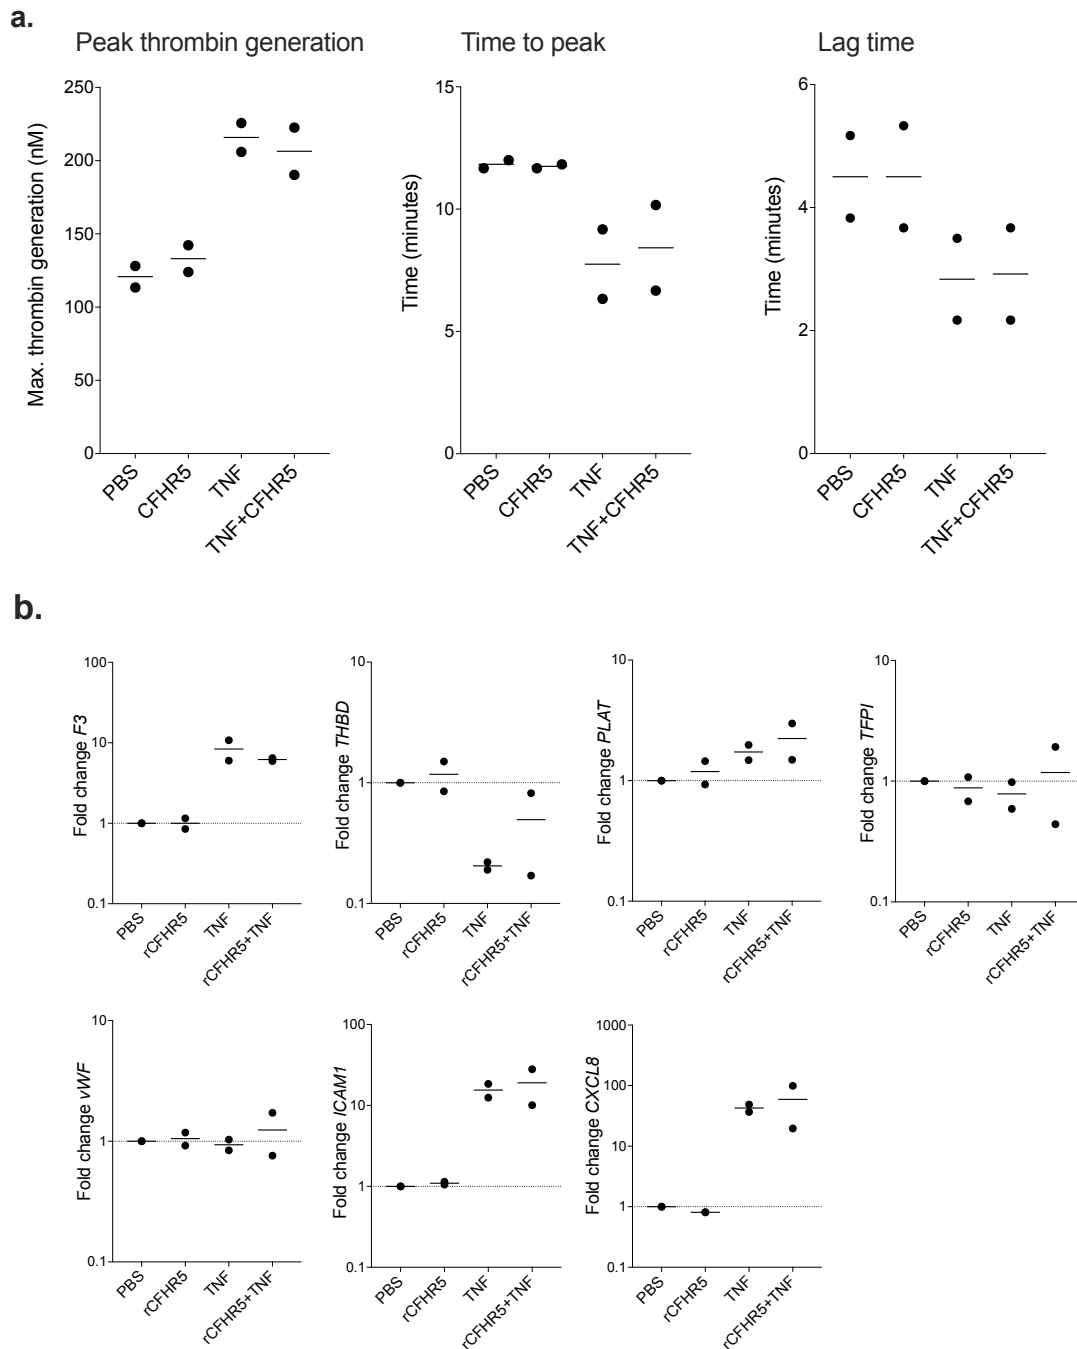 a.
Peak thrombin generation
Time to peak
Lag time
Max. thrombin generation (nM)
250
200
150
100
50
0
PBS
CFHR5
TNF
TNF+CFHR5
Time (minutes)
15
10
5
0
PBS
CFHR5
TNF
TNF+CFHR5
Time (minutes)
6
4
2
0
PBS
CFHR5
TNF
TNF+CFHR5
b.
Fold change F3
100
10
1
0.1
PBS
rCFHR5
TNF
rCFHR5+TNF
Fold change THBD
10
1
0.1
PBS
rCFHR5
TNF
rCFHR5+TNF
Fold change PLAT
10
1
0.1
PBS
rCFHR5
TNF
rCFHR5+TNF
Fold change TFPI
10
1
0.1
PBS
rCFHR5
TNF
rCFHR5+TNF
Fold change vWF
10
1
0.1
PBS
rCFHR5
TNF
rCFHR5+TNF
Fold change ICAM1
100
10
1
0.1
PBS
rCFHR5
TNF
rCFHR5+TNF
Fold change CXCL8
1000
100
10
1
0.1
PBS
rCFHR5
TNF
rCFHR5+TNF